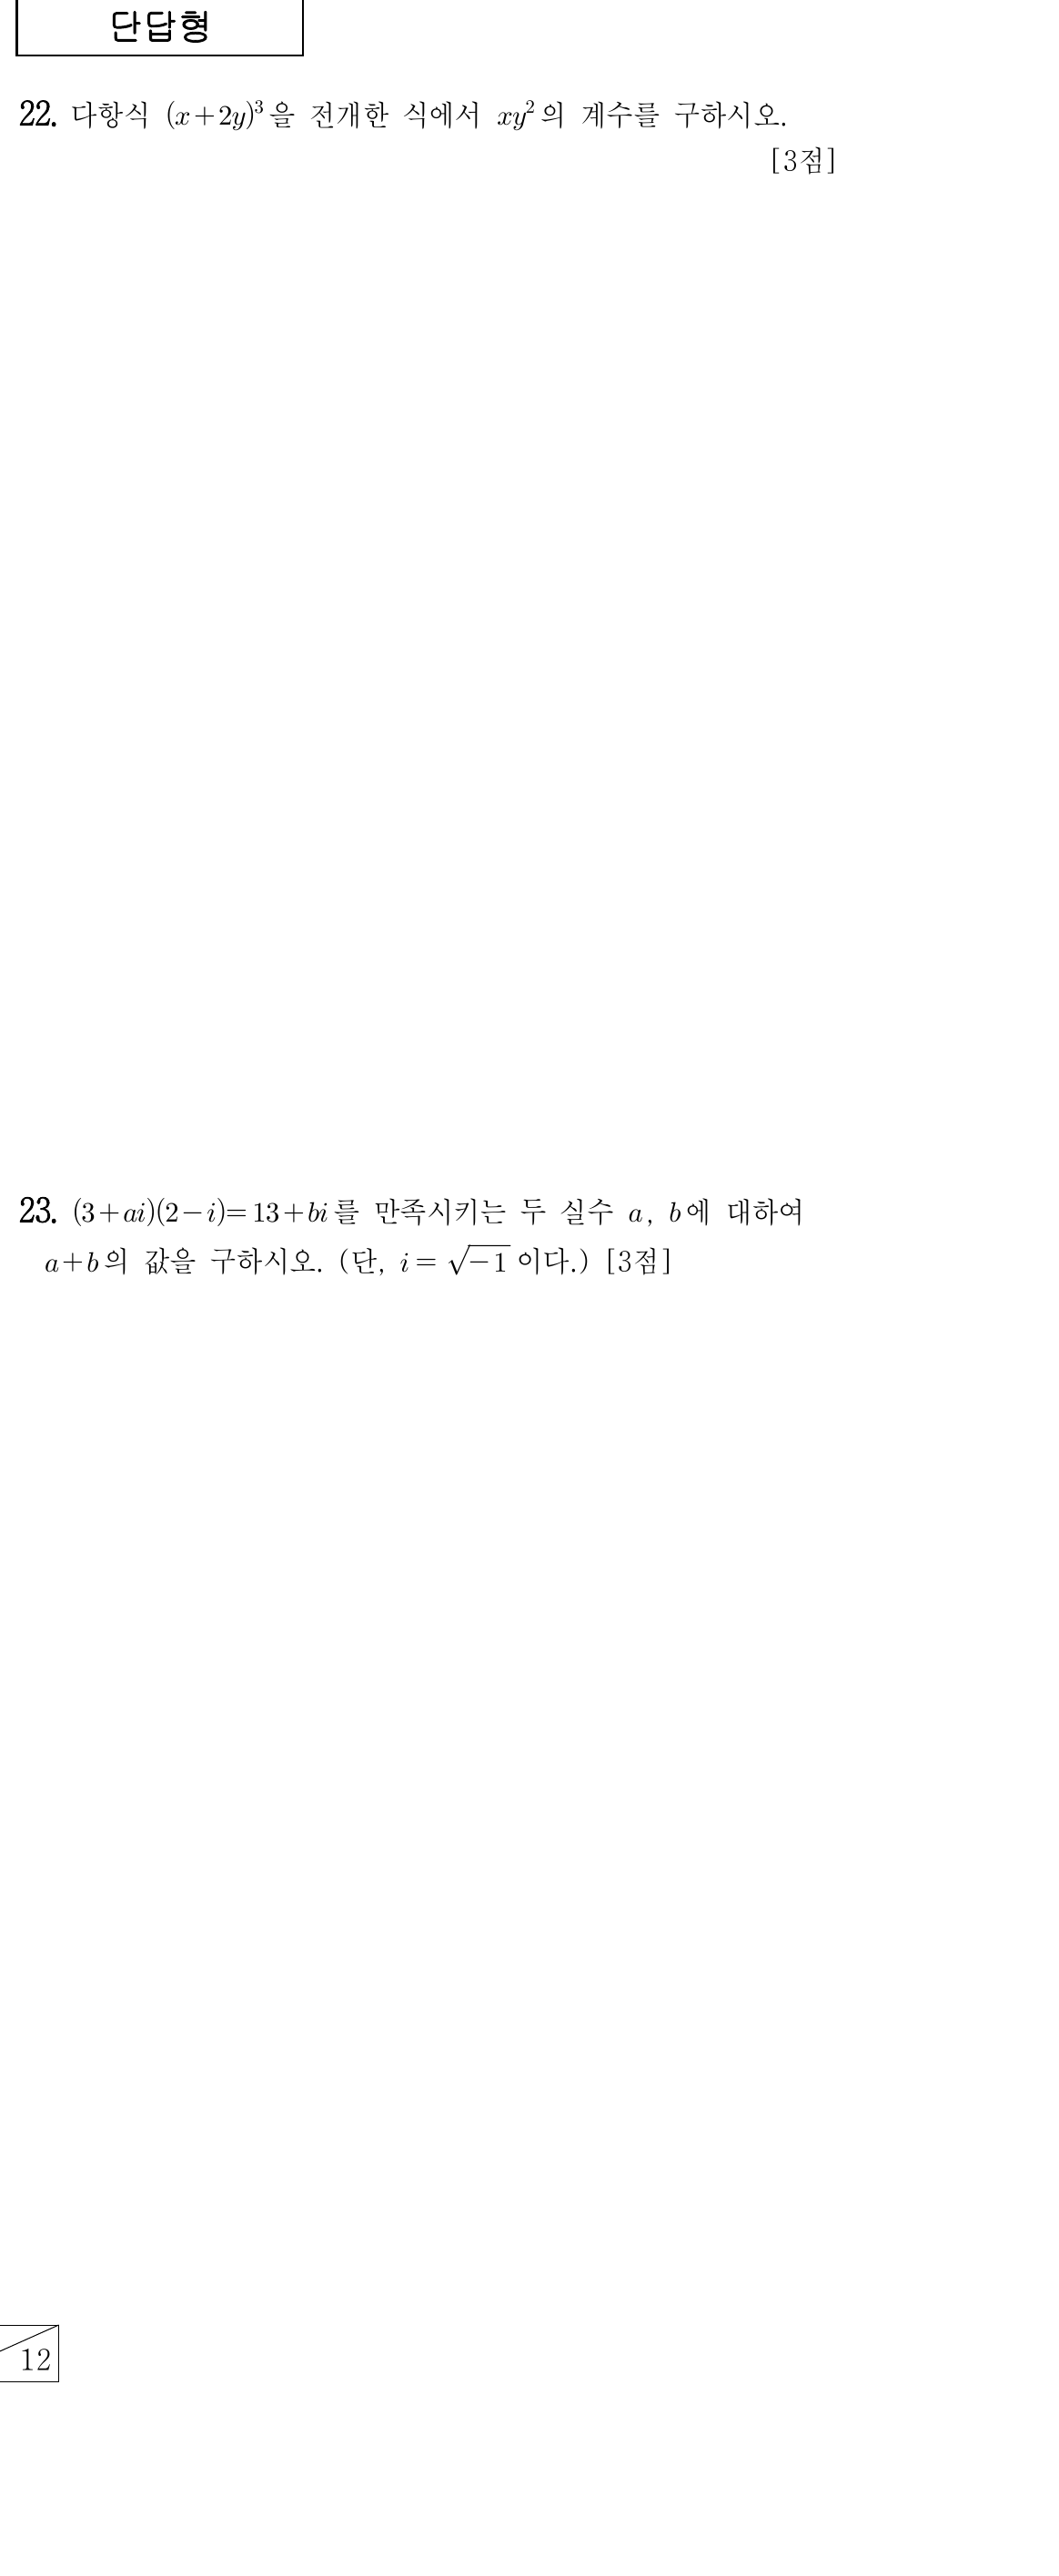 단답형
22. 다항식 (x+2y)³을 전개한 식에서 xy²의 계수를 구하시오.
[3점]
23. (3+ai)(2-i)=13+bi를 만족시키는 두 실수 a, b에 대하여
a+b의 값을 구하시오. (단, i=√-1 이다.) [3점]
12